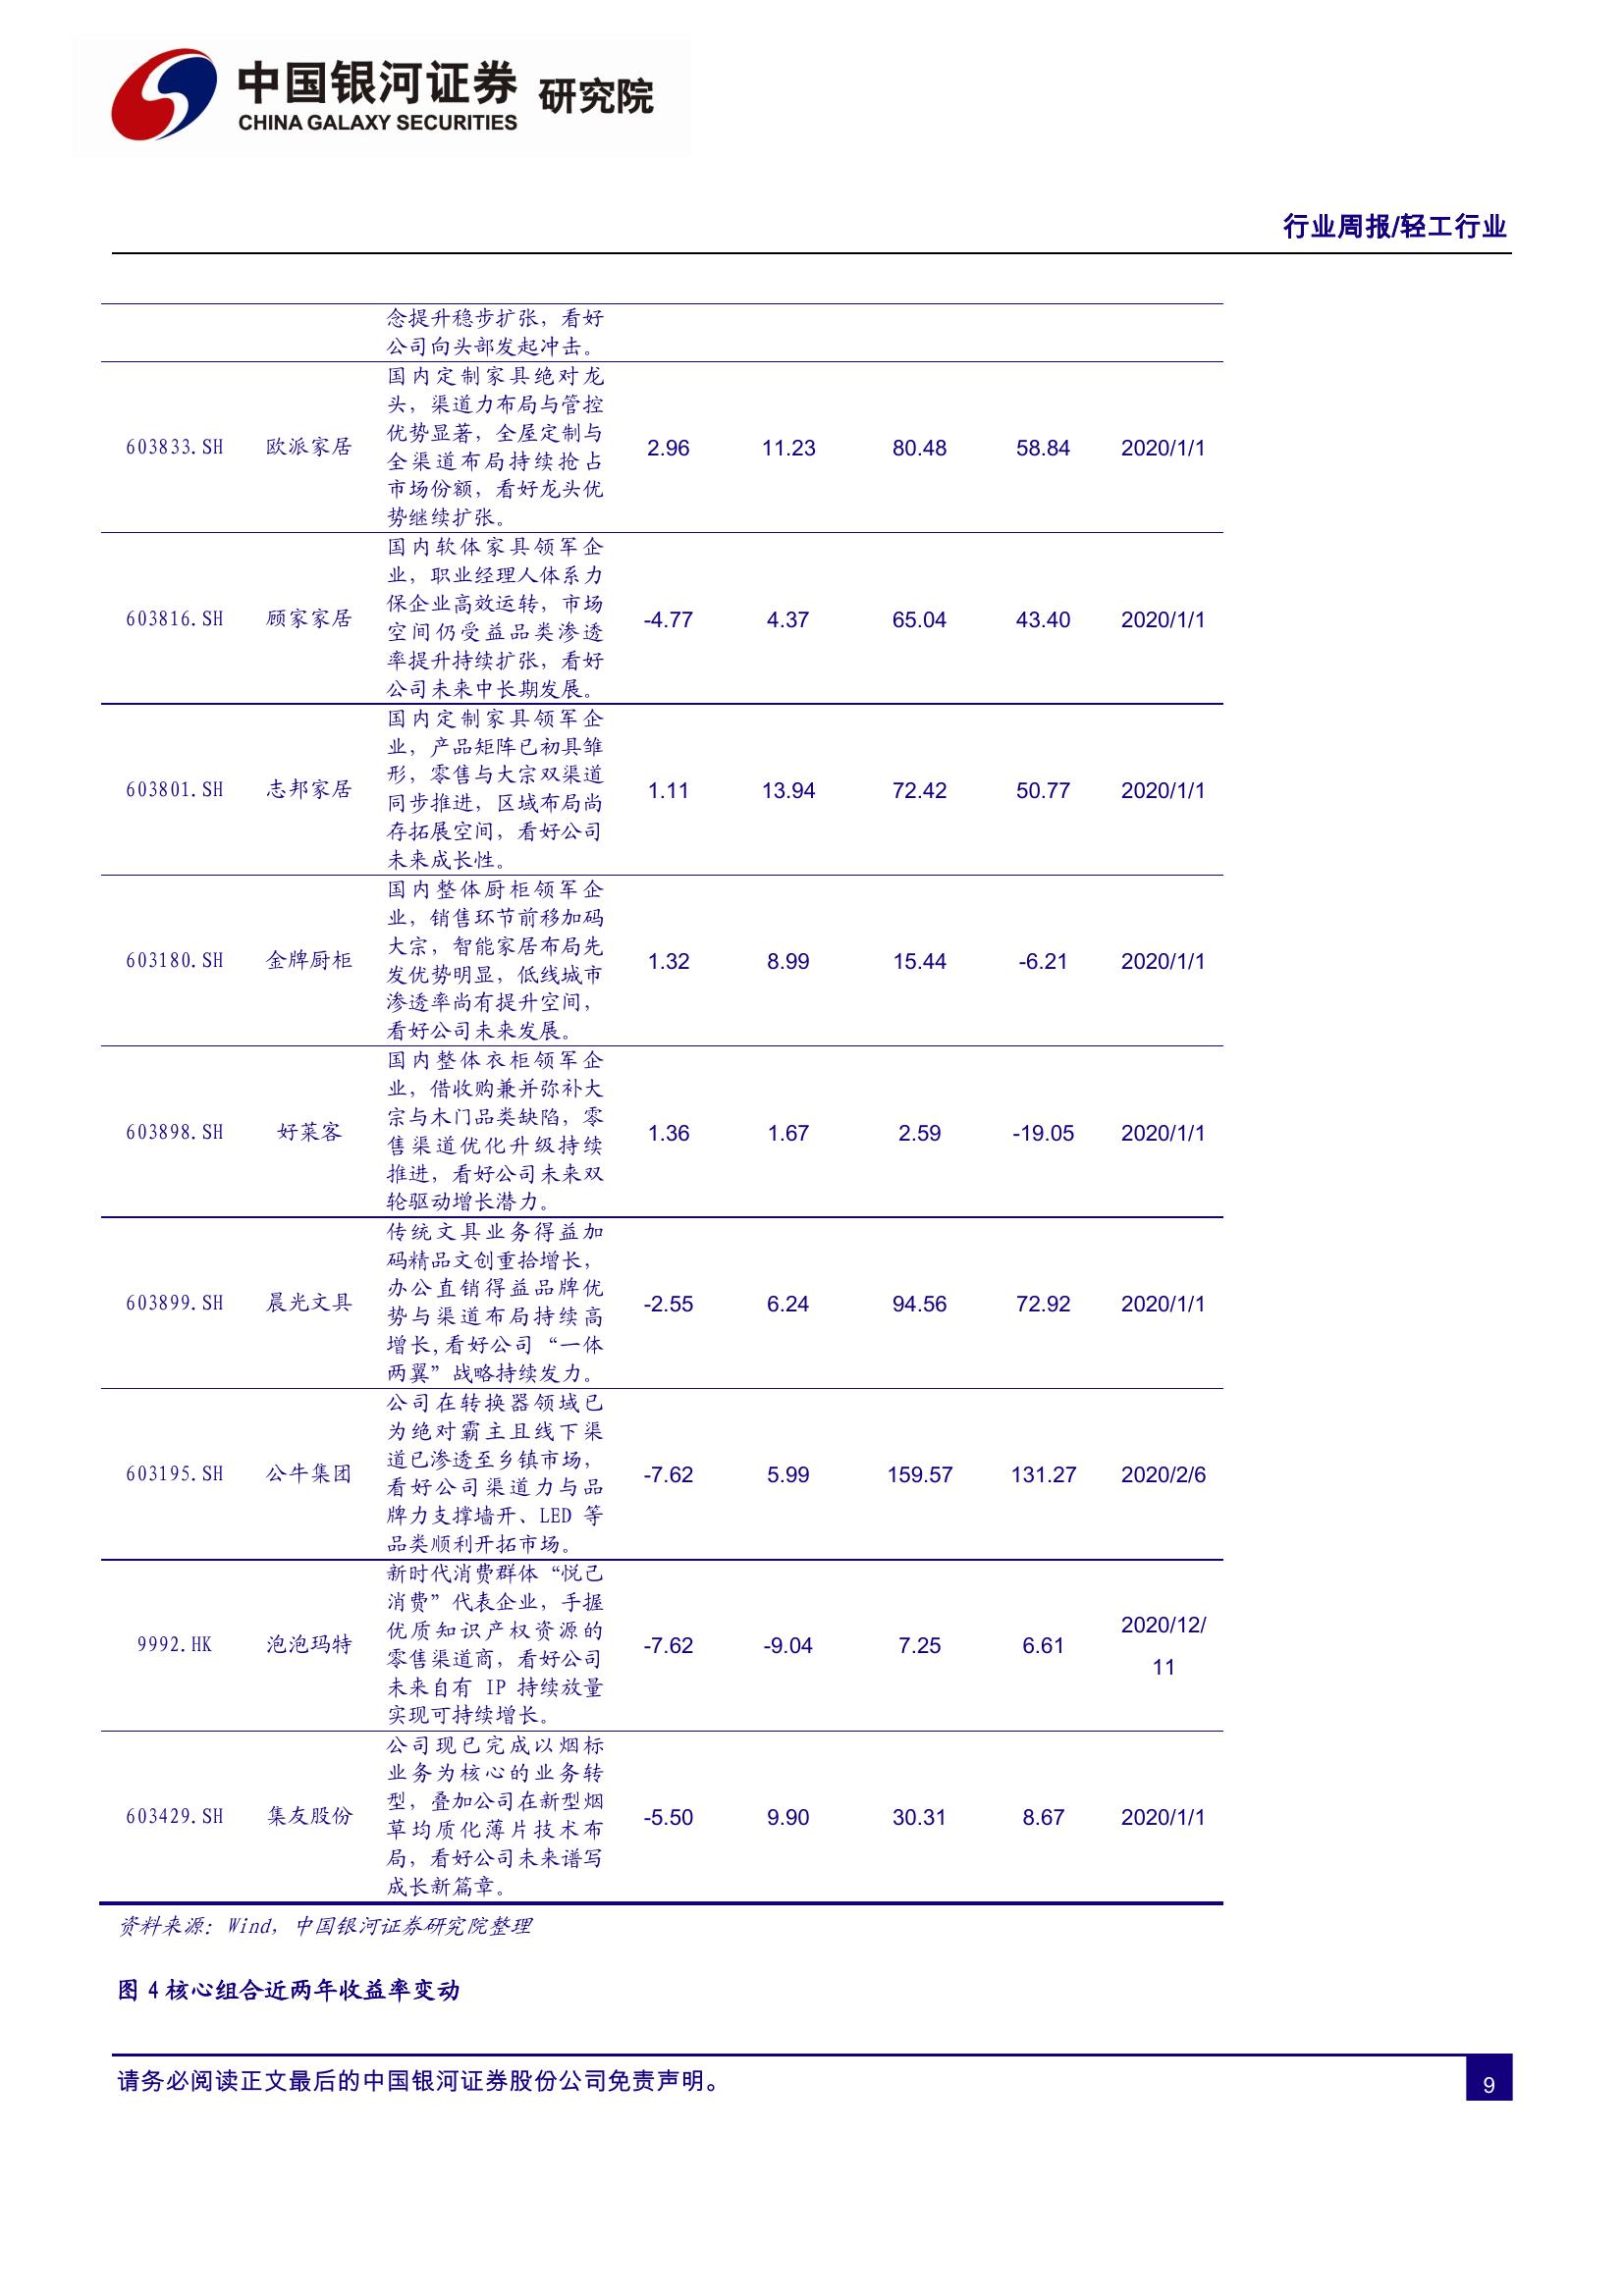 中国银河证券 研究院
CHINA GALAXY SECURITIES
行业周报/轻工行业
念提升稳步扩张，看好
公司向头部发起冲击。
603833.SH 欧派家居 国内定制家具绝对龙
头，渠道力布局与管控
优势显著，全屋定制与
全渠道布局持续抢占
市场份额，看好龙头优
势继续扩张。
2.96 11.23 80.48 58.84 2020/1/1
603816.SH 顾家家居 国内软体家具领军企
业，职业经理人体系力
保企业高效运转，市场
空间仍受益品类渗透
率提升持续扩张，看好
公司未来中长期发展。
-4.77 4.37 65.04 43.40 2020/1/1
603801.SH 志邦家居 国内定制家具领军企
业，产品矩阵已初具雏
形，零售与大宗双渠道
同步推进，区域布局尚
存拓展空间，看好公司
未来成长性。
1.11 13.94 72.42 50.77 2020/1/1
603180.SH 金牌厨柜 国内整体厨柜领军企
业，销售环节前移加码
大宗，智能家居布局先
发优势明显，低线城市
渗透率尚有提升空间，
看好公司未来发展。
1.32 8.99 15.44 -6.21 2020/1/1
603898.SH 好莱客 国内整体衣柜领军企
业，借收购兼并弥补大
宗与木门品类缺陷，零
售渠道优化升级持续
推进，看好公司未来双
轮驱动增长潜力。
1.36 1.67 2.59 -19.05 2020/1/1
603899.SH 晨光文具 传统文具业务得益加
码精品文创重拾增长，
办公直销得益品牌优
势与渠道布局持续高
增长,看好公司“一体
两翼”战略持续发力。
-2.55 6.24 94.56 72.92 2020/1/1
603195.SH 公牛集团 公司在转换器领域已
为绝对霸主且线下渠
道已渗透至乡镇市场，
看好公司渠道力与品
牌力支撑墙开、LED 等
品类顺利开拓市场。
-7.62 5.99 159.57 131.27 2020/2/6
9992.HK 泡泡玛特 新时代消费群体“悦己
消费”代表企业，手握
优质知识产权资源的
零售渠道商，看好公司
未来自有 IP 持续放量
实现可持续增长。
-7.62 -9.04 7.25 6.61 2020/12/
11
603429.SH 集友股份 公司现已完成以烟标
业务为核心的业务转
型，叠加公司在新型烟
草均质化薄片技术布
局，看好公司未来谱写
成长新篇章。
-5.50 9.90 30.31 8.67 2020/1/1
资料来源：Wind，中国银河证券研究院整理
图 4 核心组合近两年收益率变动
请务必阅读正文最后的中国银河证券股份公司免责声明。
9